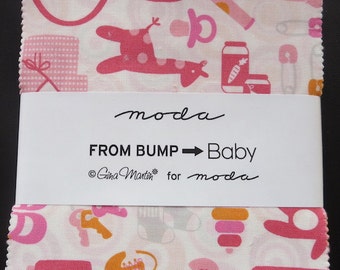 moda
FROM BUMP → Baby
© Gina Martin® for moda